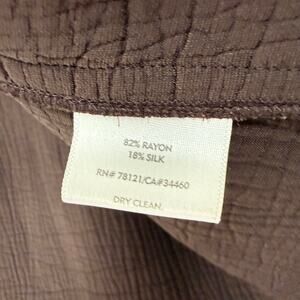 82% RAYON
18% SILK
RN# 78121/CA#34460
DRY CLEAN.